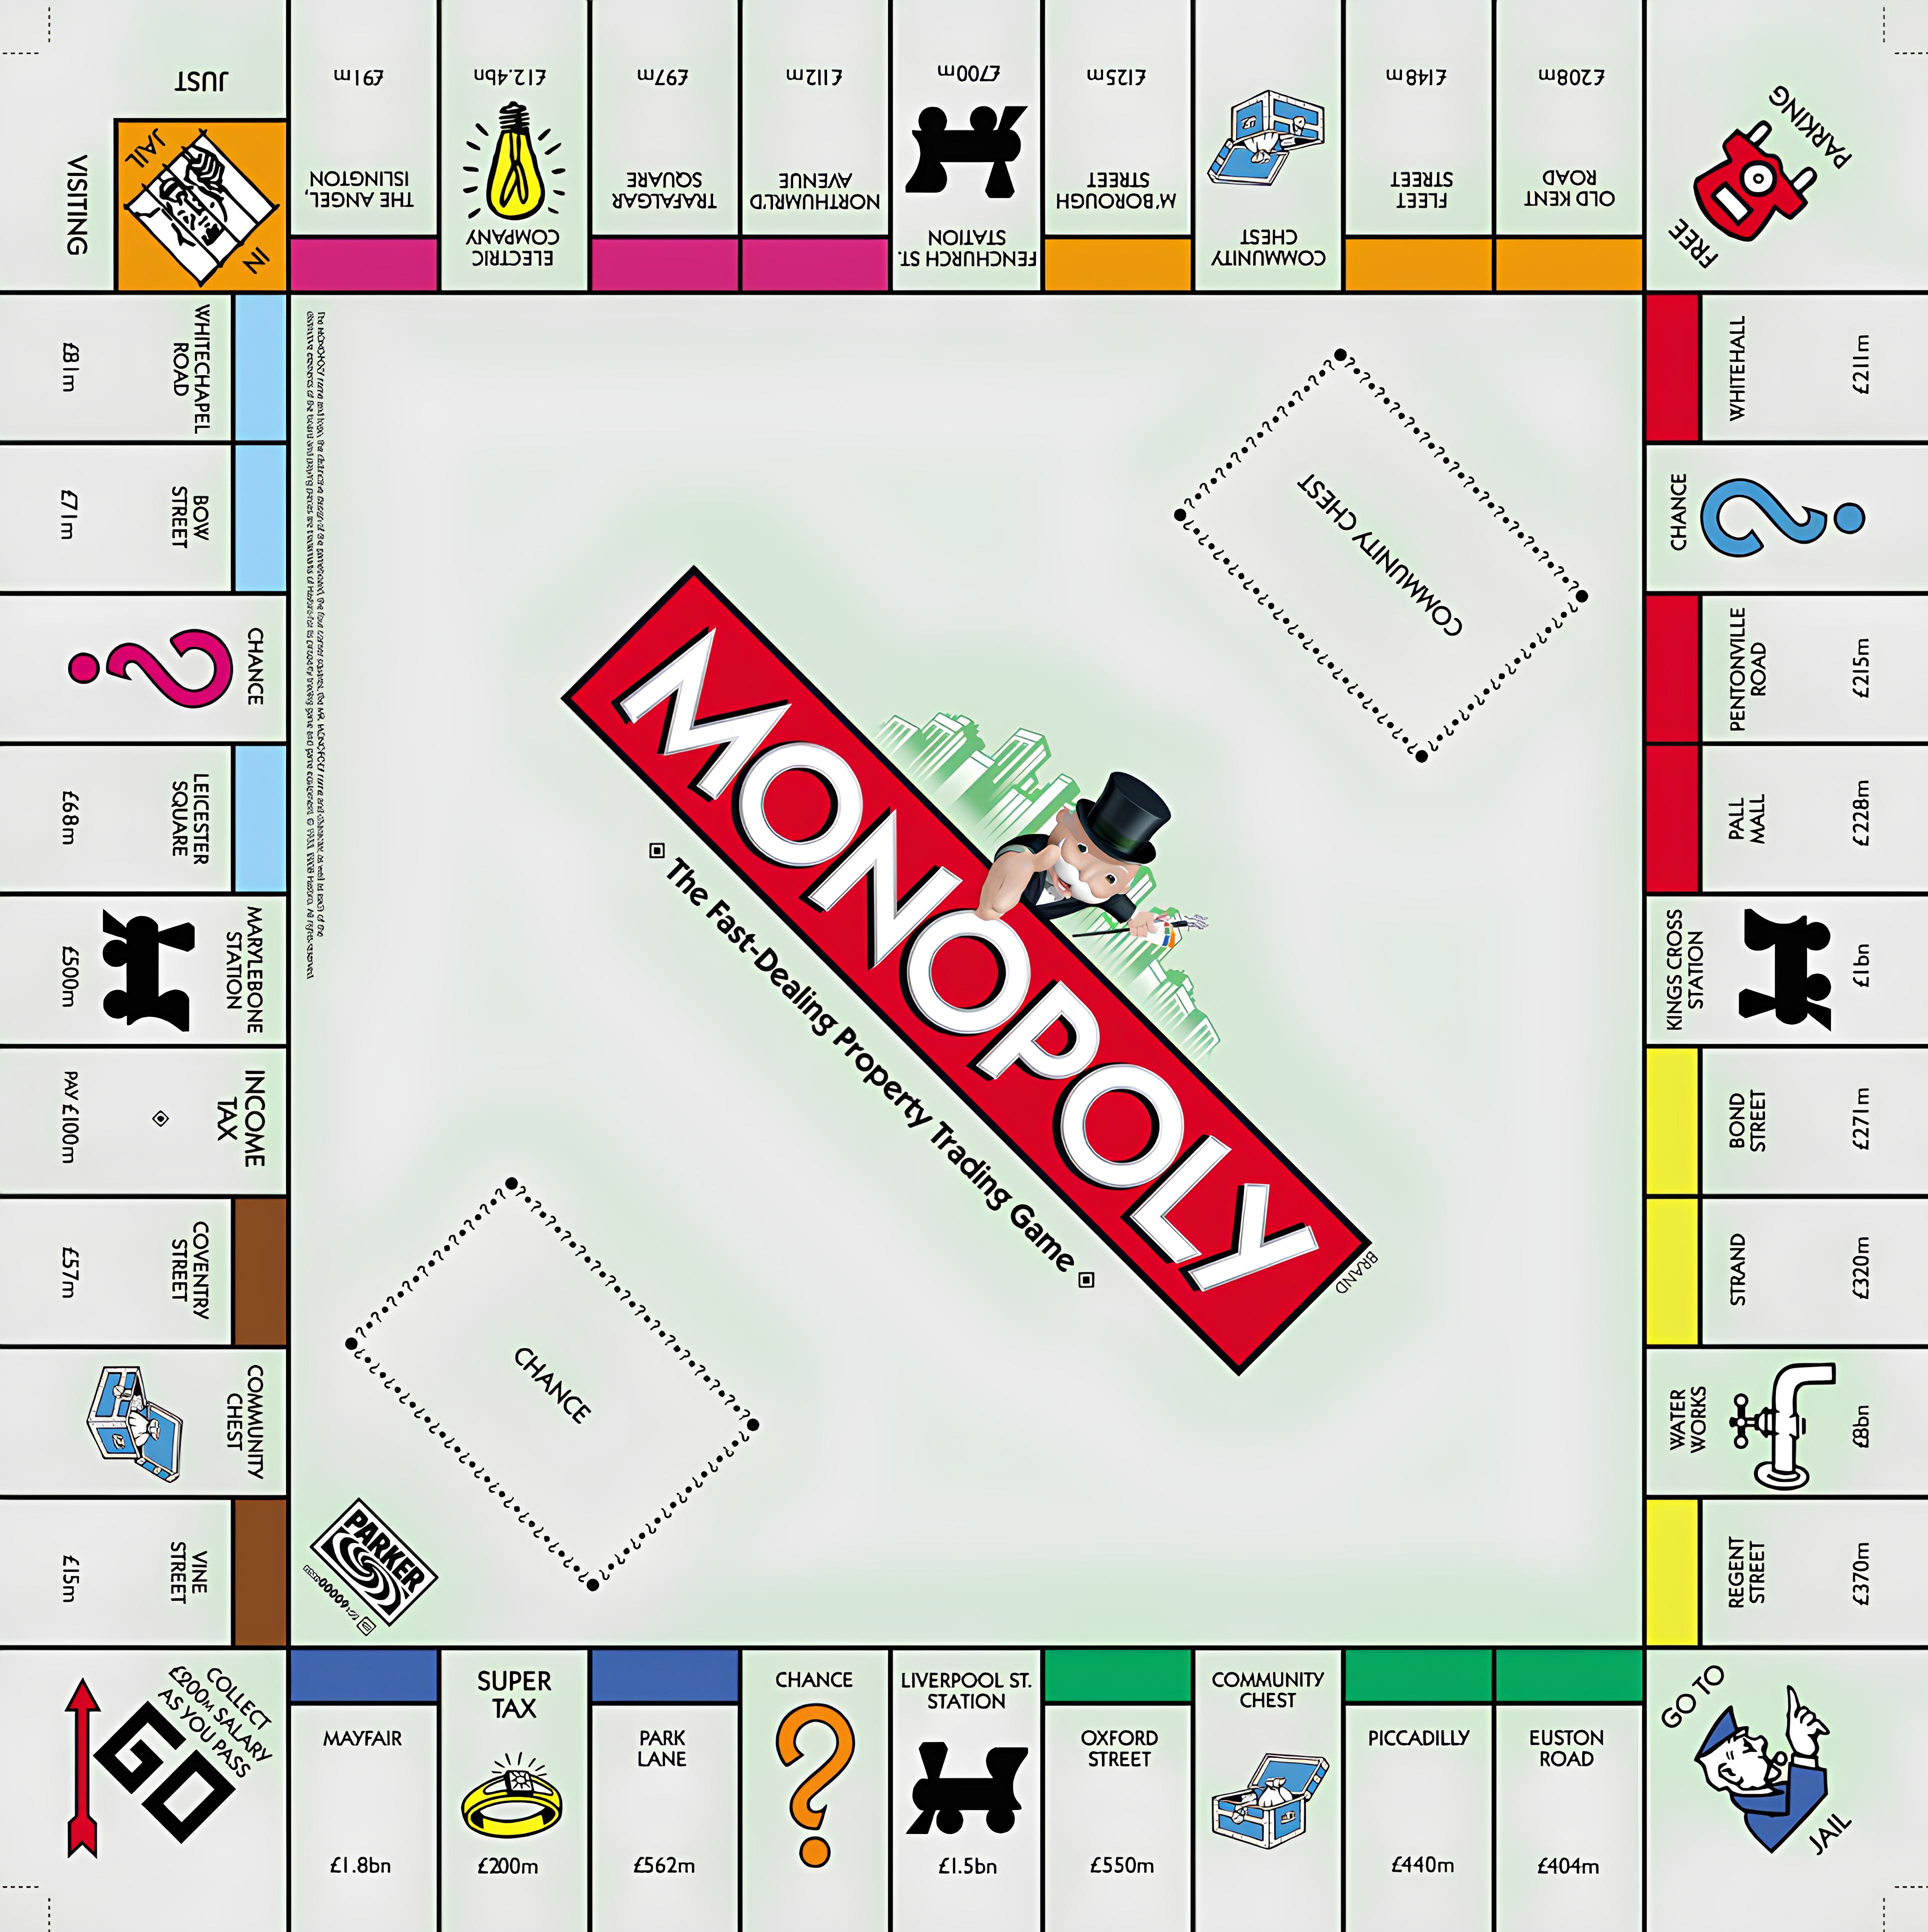 JUST
VISITING
IN
JAIL
THE ANGEL,
ISLINGTON
£91m
ELECTRIC
COMPANY
£12.4bn
TRAFALGAR
SQUARE
£97m
NORTHUMRL'D
AVENUE
£112m
FENCHURCH ST.
STATION
£700m
M'BOROUGH
STREET
£125m
COMMUNITY
CHEST
FLEET
STREET
£148m
OLD KENT
ROAD
£208m
FREE
PARKING
WHITEHALL
£211m
CHANCE
?
PENTONVILLE
ROAD
£215m
PALL
MALL
£228m
KINGS CROSS
STATION
£1bn
BOND
STREET
£271m
STRAND
£320m
WATER
WORKS
£8bn
REGENT
STREET
£370m
GO TO
JAIL
EUSTON
ROAD
£404m
PICCADILLY
£440m
COMMUNITY
CHEST
OXFORD
STREET
£550m
LIVERPOOL ST.
STATION
£1.5bn
CHANCE
?
PARK
LANE
£562m
SUPER
TAX
£200m
MAYFAIR
£1.8bn
COLLECT
£200M SALARY
AS YOU PASS
GO
VINE
STREET
£15m
COMMUNITY
CHEST
COVENTRY
STREET
£57m
INCOME
TAX
PAY £100m
MARYLEBONE
STATION
£500m
LEICESTER
SQUARE
£68m
CHANCE
?
BOW
STREET
£71m
WHITECHAPEL
ROAD
£81m
COMMUNITY CHEST
MONOPOLY
BRAND
The Fast-Dealing Property Trading Game
CHANCE
PARKER
00009